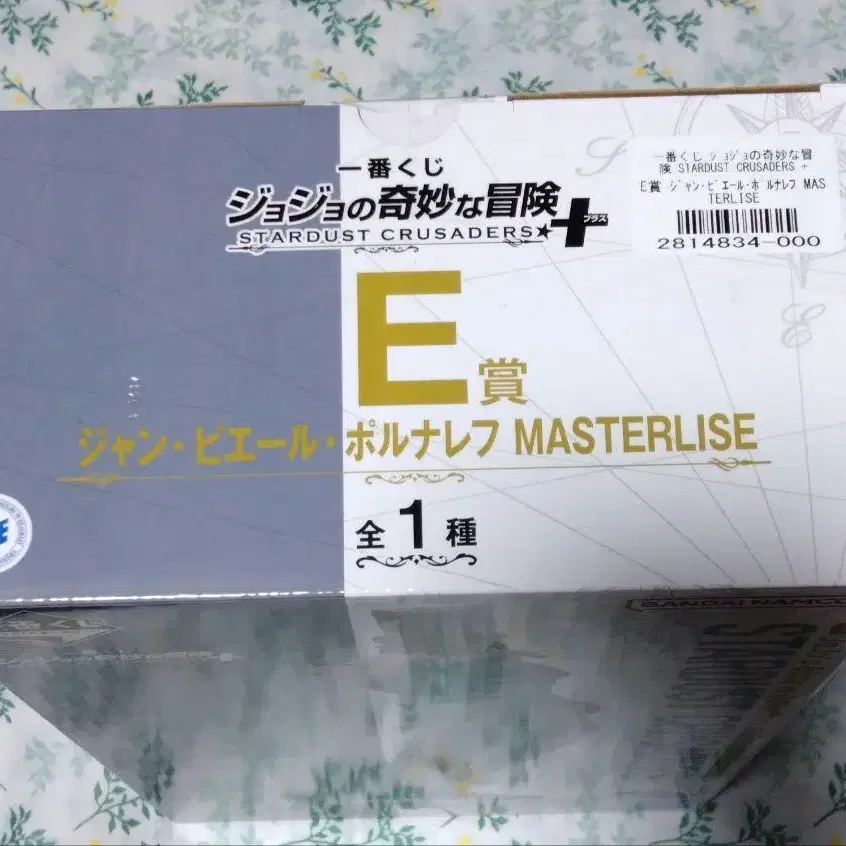 一番くじ
ジョジョの奇妙な冒険
プラス
STARDUST CRUSADERS★
E賞
ジャン・ピエール・ポルナレフ MASTERLISE
全1種
一番くじ ジョジョの奇妙な冒
険 STARDUST CRUSADERS +
E賞 ジャン・ピエール・ポルナレフ MAS
TERLISE
2814834-000
BANDAI NAMCO